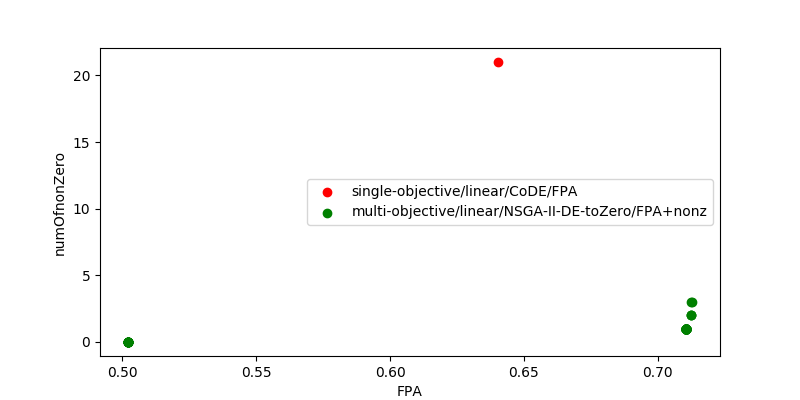 20
15
10
5
0
numOfnonZero
single-objective/linear/CoDE/FPA
multi-objective/linear/NSGA-II-DE-toZero/FPA+nonz
0.50 0.55 0.60 0.65 0.70
FPA